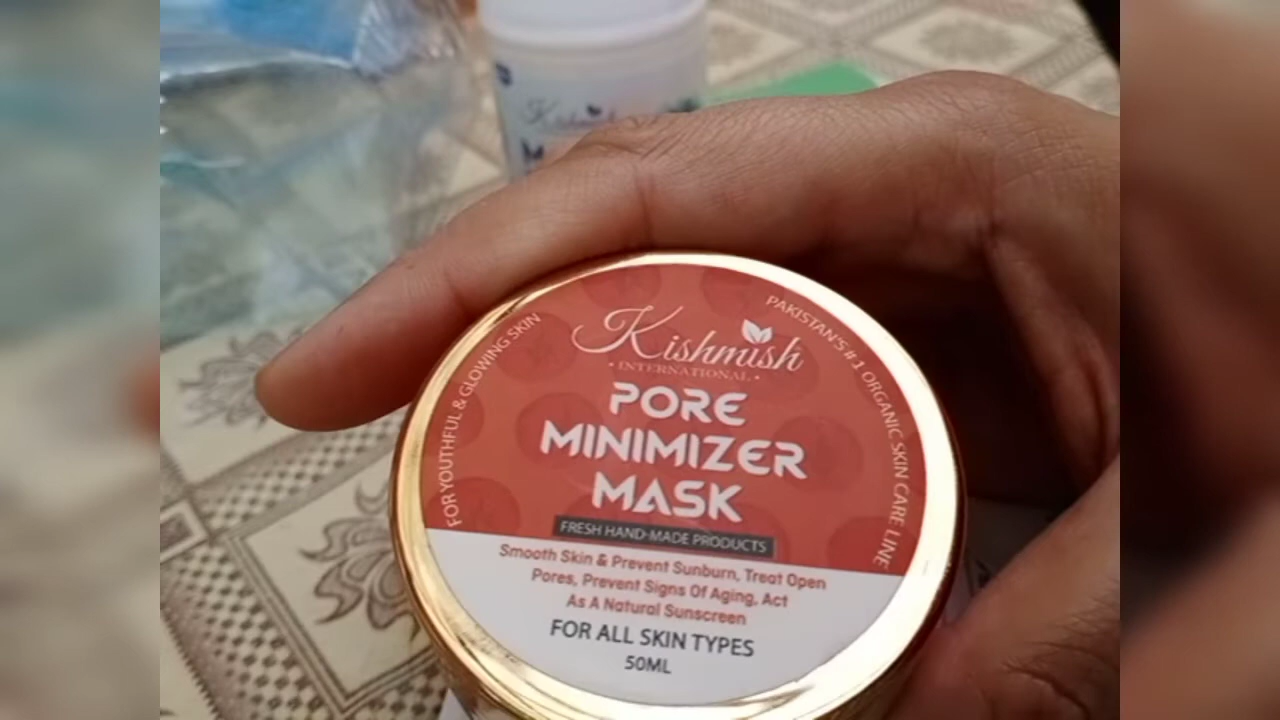 Kishmish
• INTERNATIONAL •
PORE
MINIMIZER
MASK
FRESH HAND-MADE PRODUCTS
FOR YOUTHFUL & GLOWING SKIN
PAKISTAN'S #1 ORGANIC SKIN CARE LINE
Smooth Skin & Prevent Sunburn, Treat Open
Pores, Prevent Signs Of Aging, Act
As A Natural Sunscreen
FOR ALL SKIN TYPES
50ML